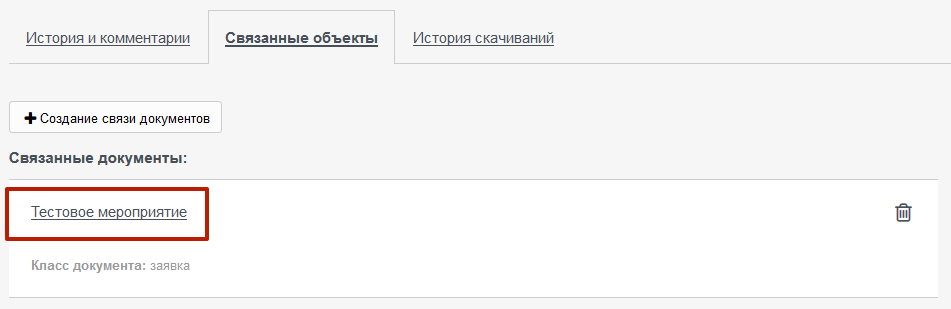 История и комментарии Связанные объекты История скачиваний
Создание связи документов
Связанные документы:
Тестовое мероприятие
Класс документа: заявка